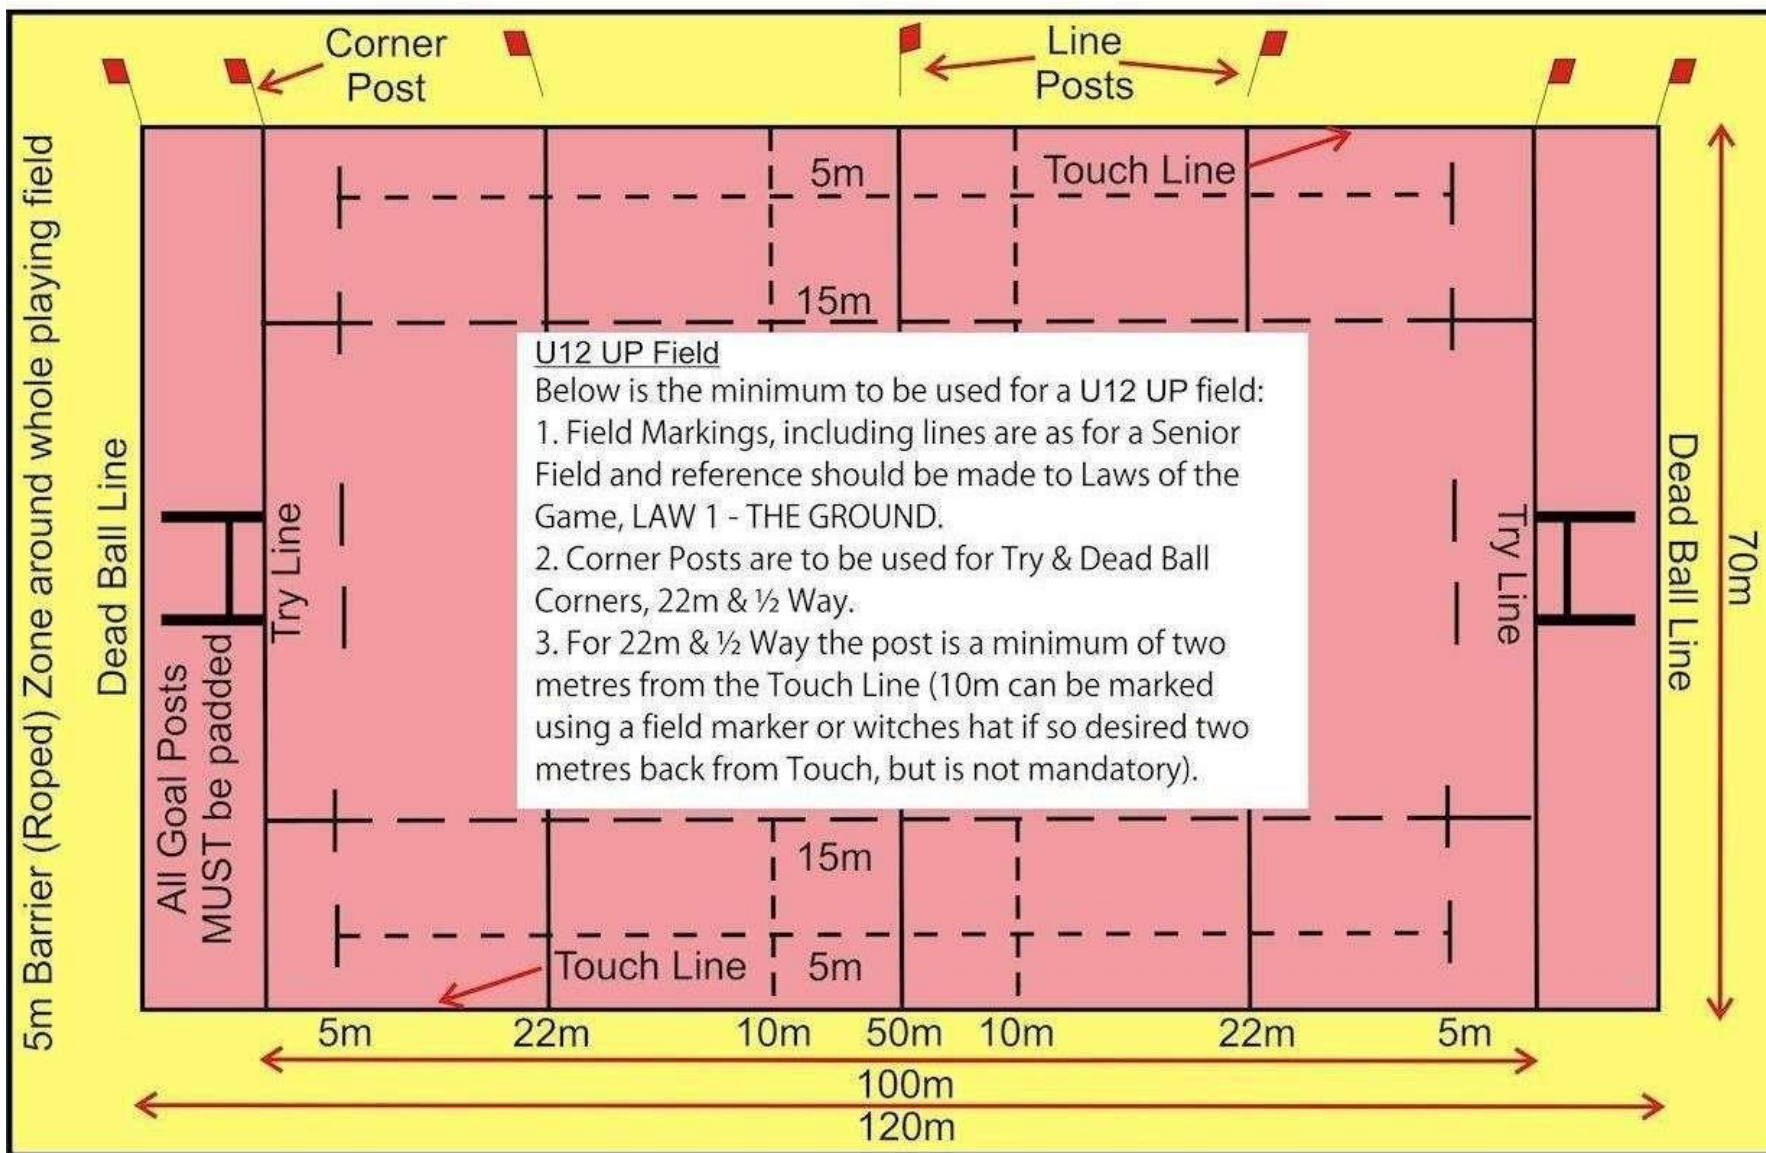 Corner
Post
Line
Posts
5m Barrier (Roped) Zone around whole playing field
Dead Ball Line
Touch Line
5m
15m
U12 UP Field
Below is the minimum to be used for a U12 UP field:
1. Field Markings, including lines are as for a Senior
Field and reference should be made to Laws of the
Game, LAW 1 - THE GROUND.
2. Corner Posts are to be used for Try & Dead Ball
Corners, 22m & ½ Way.
3. For 22m & ½ Way the post is a minimum of two
metres from the Touch Line (10m can be marked
using a field marker or witches hat if so desired two
metres back from Touch, but is not mandatory).
Try Line
Try Line
Dead Ball Line
70m
All Goal Posts
MUST be padded
15m
Touch Line
5m
5m
22m
10m
50m
10m
22m
5m
100m
120m